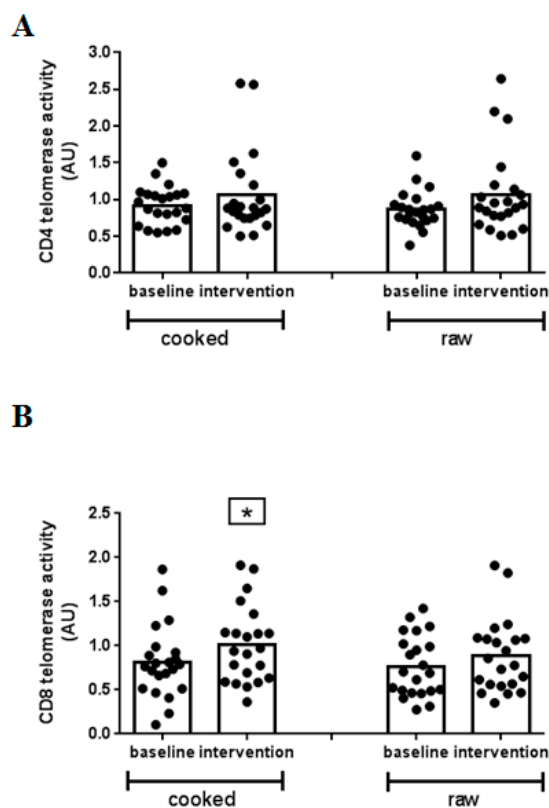 A
CD4 telomerase activity
(AU)
3.0
2.5
2.0
1.5
1.0
0.5
0.0
baseline intervention
baseline intervention
cooked
raw
B
CD8 telomerase activity
(AU)
2.5
2.0
1.5
1.0
0.5
0.0
*
baseline intervention
baseline intervention
cooked
raw